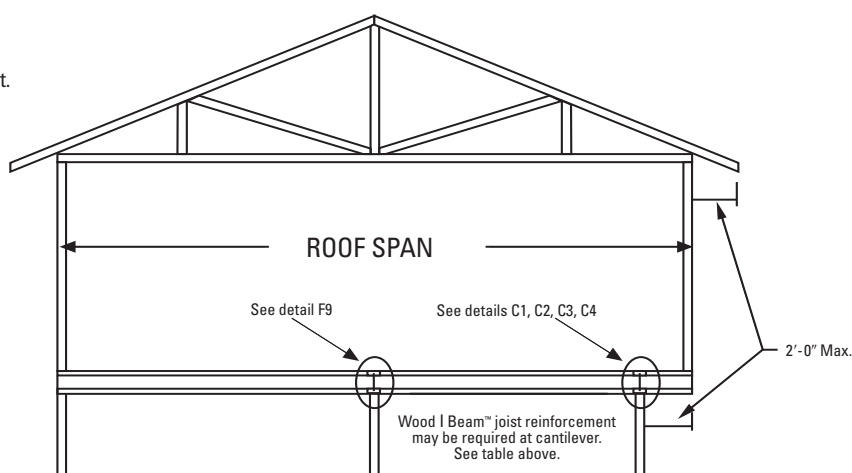 t.
ROOF SPAN
See detail F9
See details C1, C2, C3, C4
2′-0″ Max.
Wood I Beam™ joist reinforcement
may be required at cantilever.
See table above.